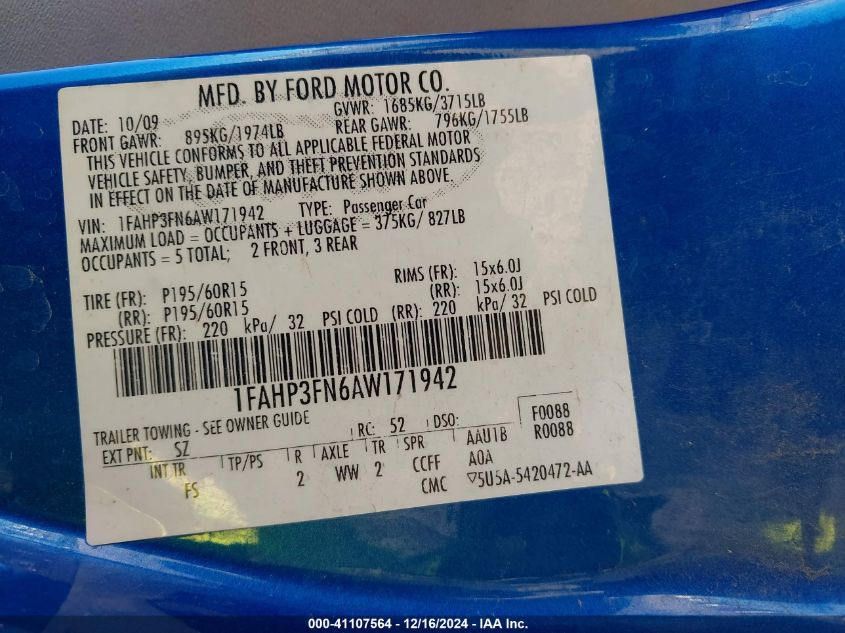 MFD. BY FORD MOTOR CO.
DATE: 10/09 GVWR: 1685KG/3715LB
FRONT GAWR: 895KG/1974LB REAR GAWR: 796KG/1755LB
THIS VEHICLE CONFORMS TO ALL APPLICABLE FEDERAL MOTOR
VEHICLE SAFETY, BUMPER, AND THEFT PREVENTION STANDARDS
IN EFFECT ON THE DATE OF MANUFACTURE SHOWN ABOVE.
VIN: 1FAHP3FN6AW171942 TYPE: Passenger Car
MAXIMUM LOAD = OCCUPANTS + LUGGAGE = 375KG/ 827LB
OCCUPANTS = 5 TOTAL; 2 FRONT, 3 REAR
TIRE (FR): P195/60R15 RIMS (FR): 15x6.0J
(RR): P195/60R15 (RR): 15x6.0J
PRESSURE (FR): 220 kPa/ 32 PSI COLD (RR): 220 kPa/ 32 PSI COLD
1FAHP3FN6AW171942
TRAILER TOWING - SEE OWNER GUIDE
EXT PNT: SZ RC: 52 DSO: F0088
INT TR TP/PS R AXLE TR SPR AAU1B R0088
FS 2 WW 2 CCFF A0A
CMC ▽5U5A-5420472-AA
000-41107564 - 12/16/2024 - IAA Inc.